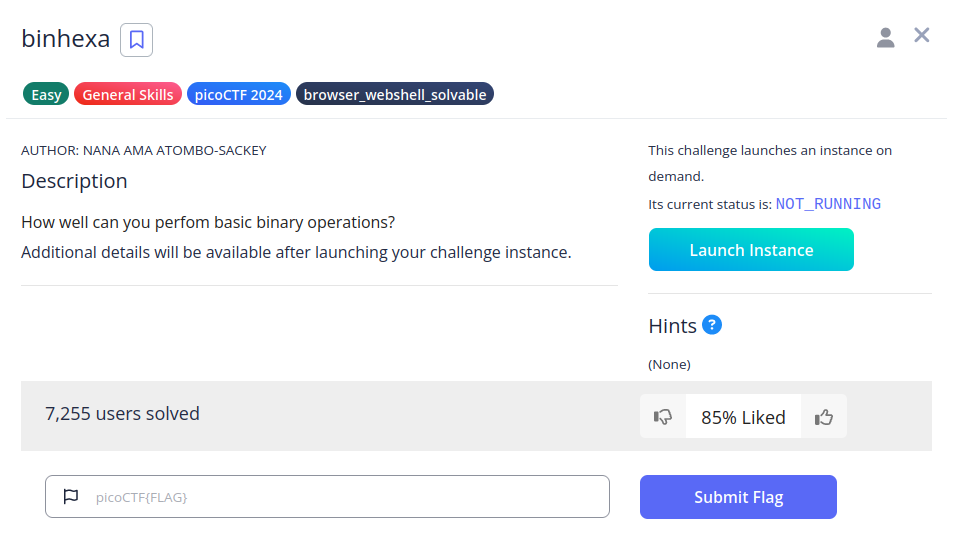 binhexa
Easy General Skills picoCTF 2024 browser_webshell_solvable
AUTHOR: NANA AMA ATOMBO-SACKEY
Description
How well can you perfom basic binary operations?
Additional details will be available after launching your challenge instance.
This challenge launches an instance on
demand.
Its current status is: NOT_RUNNING
Launch Instance
Hints ?
(None)
7,255 users solved
85% Liked
picoCTF{FLAG}
Submit Flag